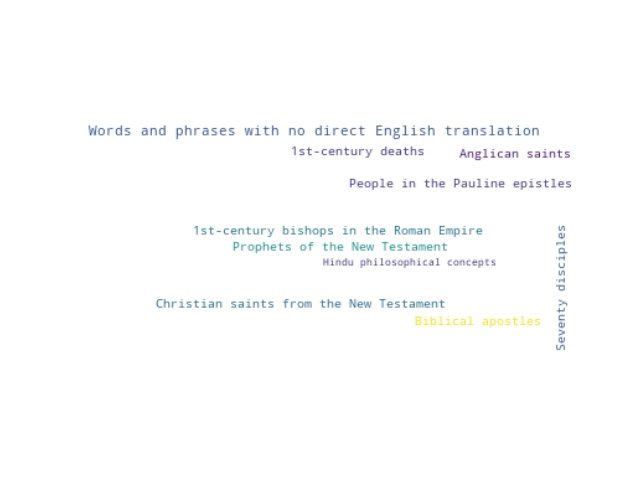 Words and phrases with no direct English translation
1st-century deaths
Anglican saints
People in the Pauline epistles
1st-century bishops in the Roman Empire
Prophets of the New Testament
Hindu philosophical concepts
Seventy disciples
Christian saints from the New Testament
Biblical apostles